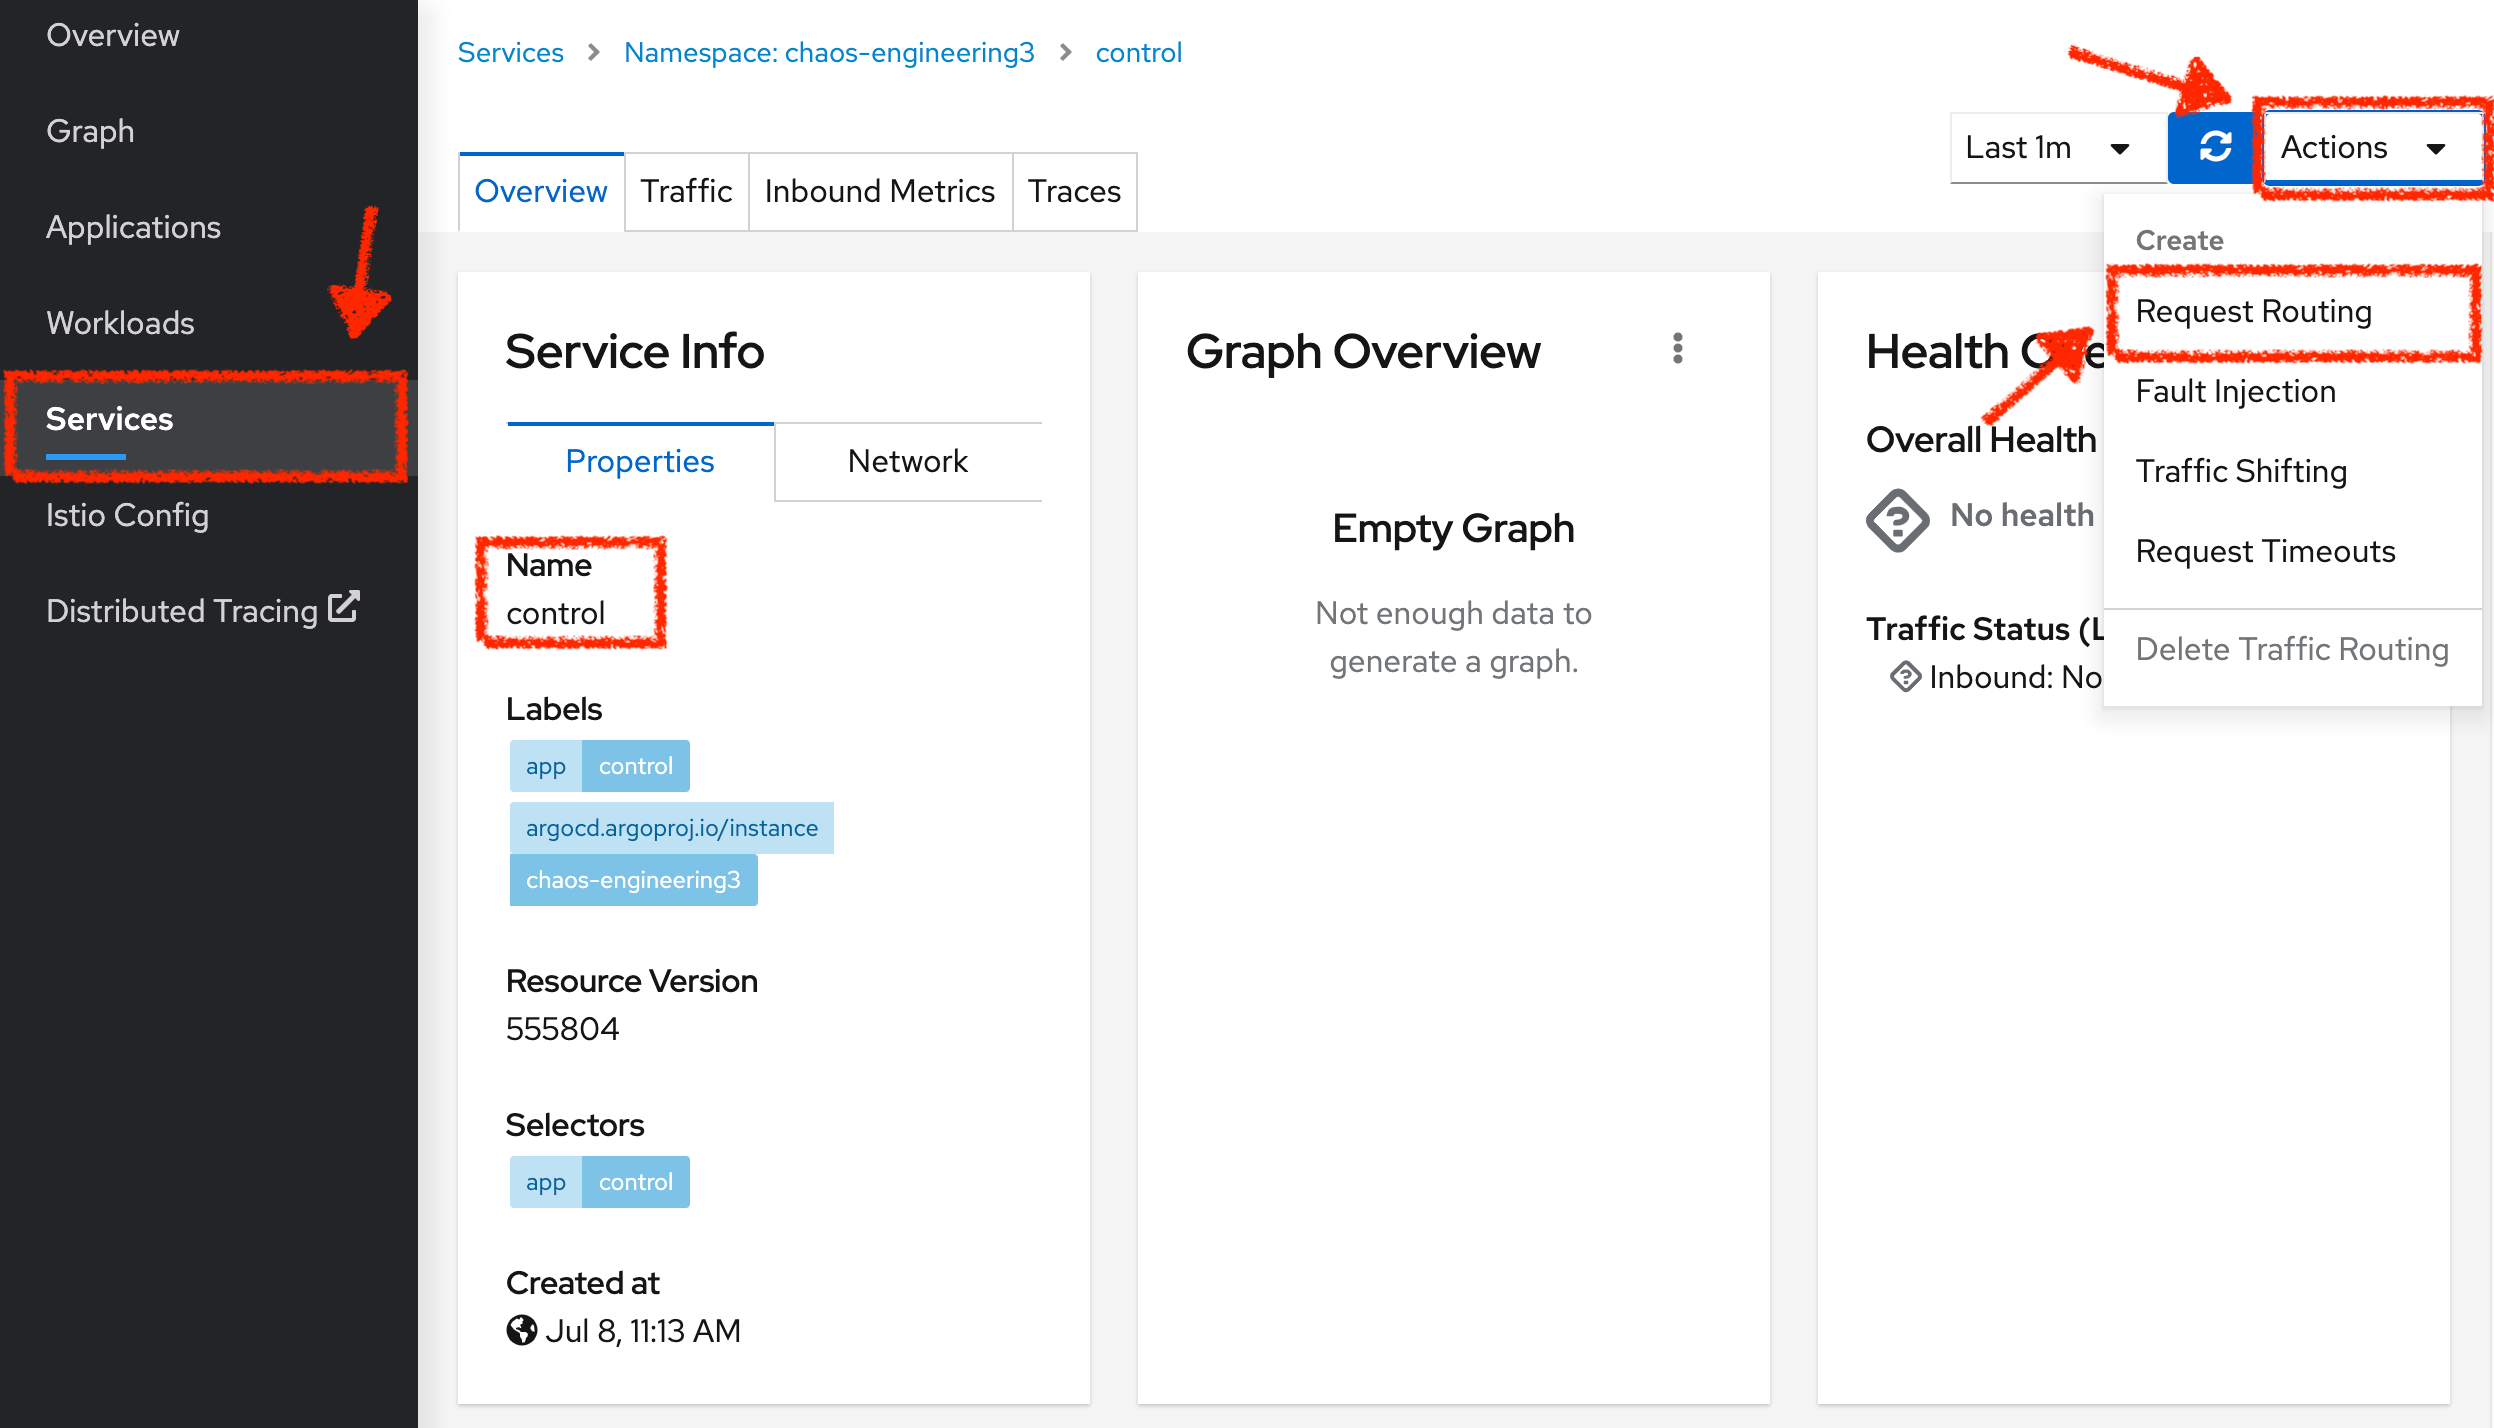 Overview
Graph
Applications
Workloads
Services
Istio Config
Distributed Tracing
Services > Namespace: chaos-engineering3 > control
Last 1m
Actions
Overview
Traffic
Inbound Metrics
Traces
Create
Request Routing
Fault Injection
Traffic Shifting
Request Timeouts
Delete Traffic Routing
Service Info
Properties
Network
Name
control
Labels
app control
argocd.argoproj.io/instance
chaos-engineering3
Resource Version
555804
Selectors
app control
Created at
Jul 8, 11:13 AM
Graph Overview
Empty Graph
Not enough data to
generate a graph.
Health
Overall Health
No health
Traffic Status (L
Inbound: No